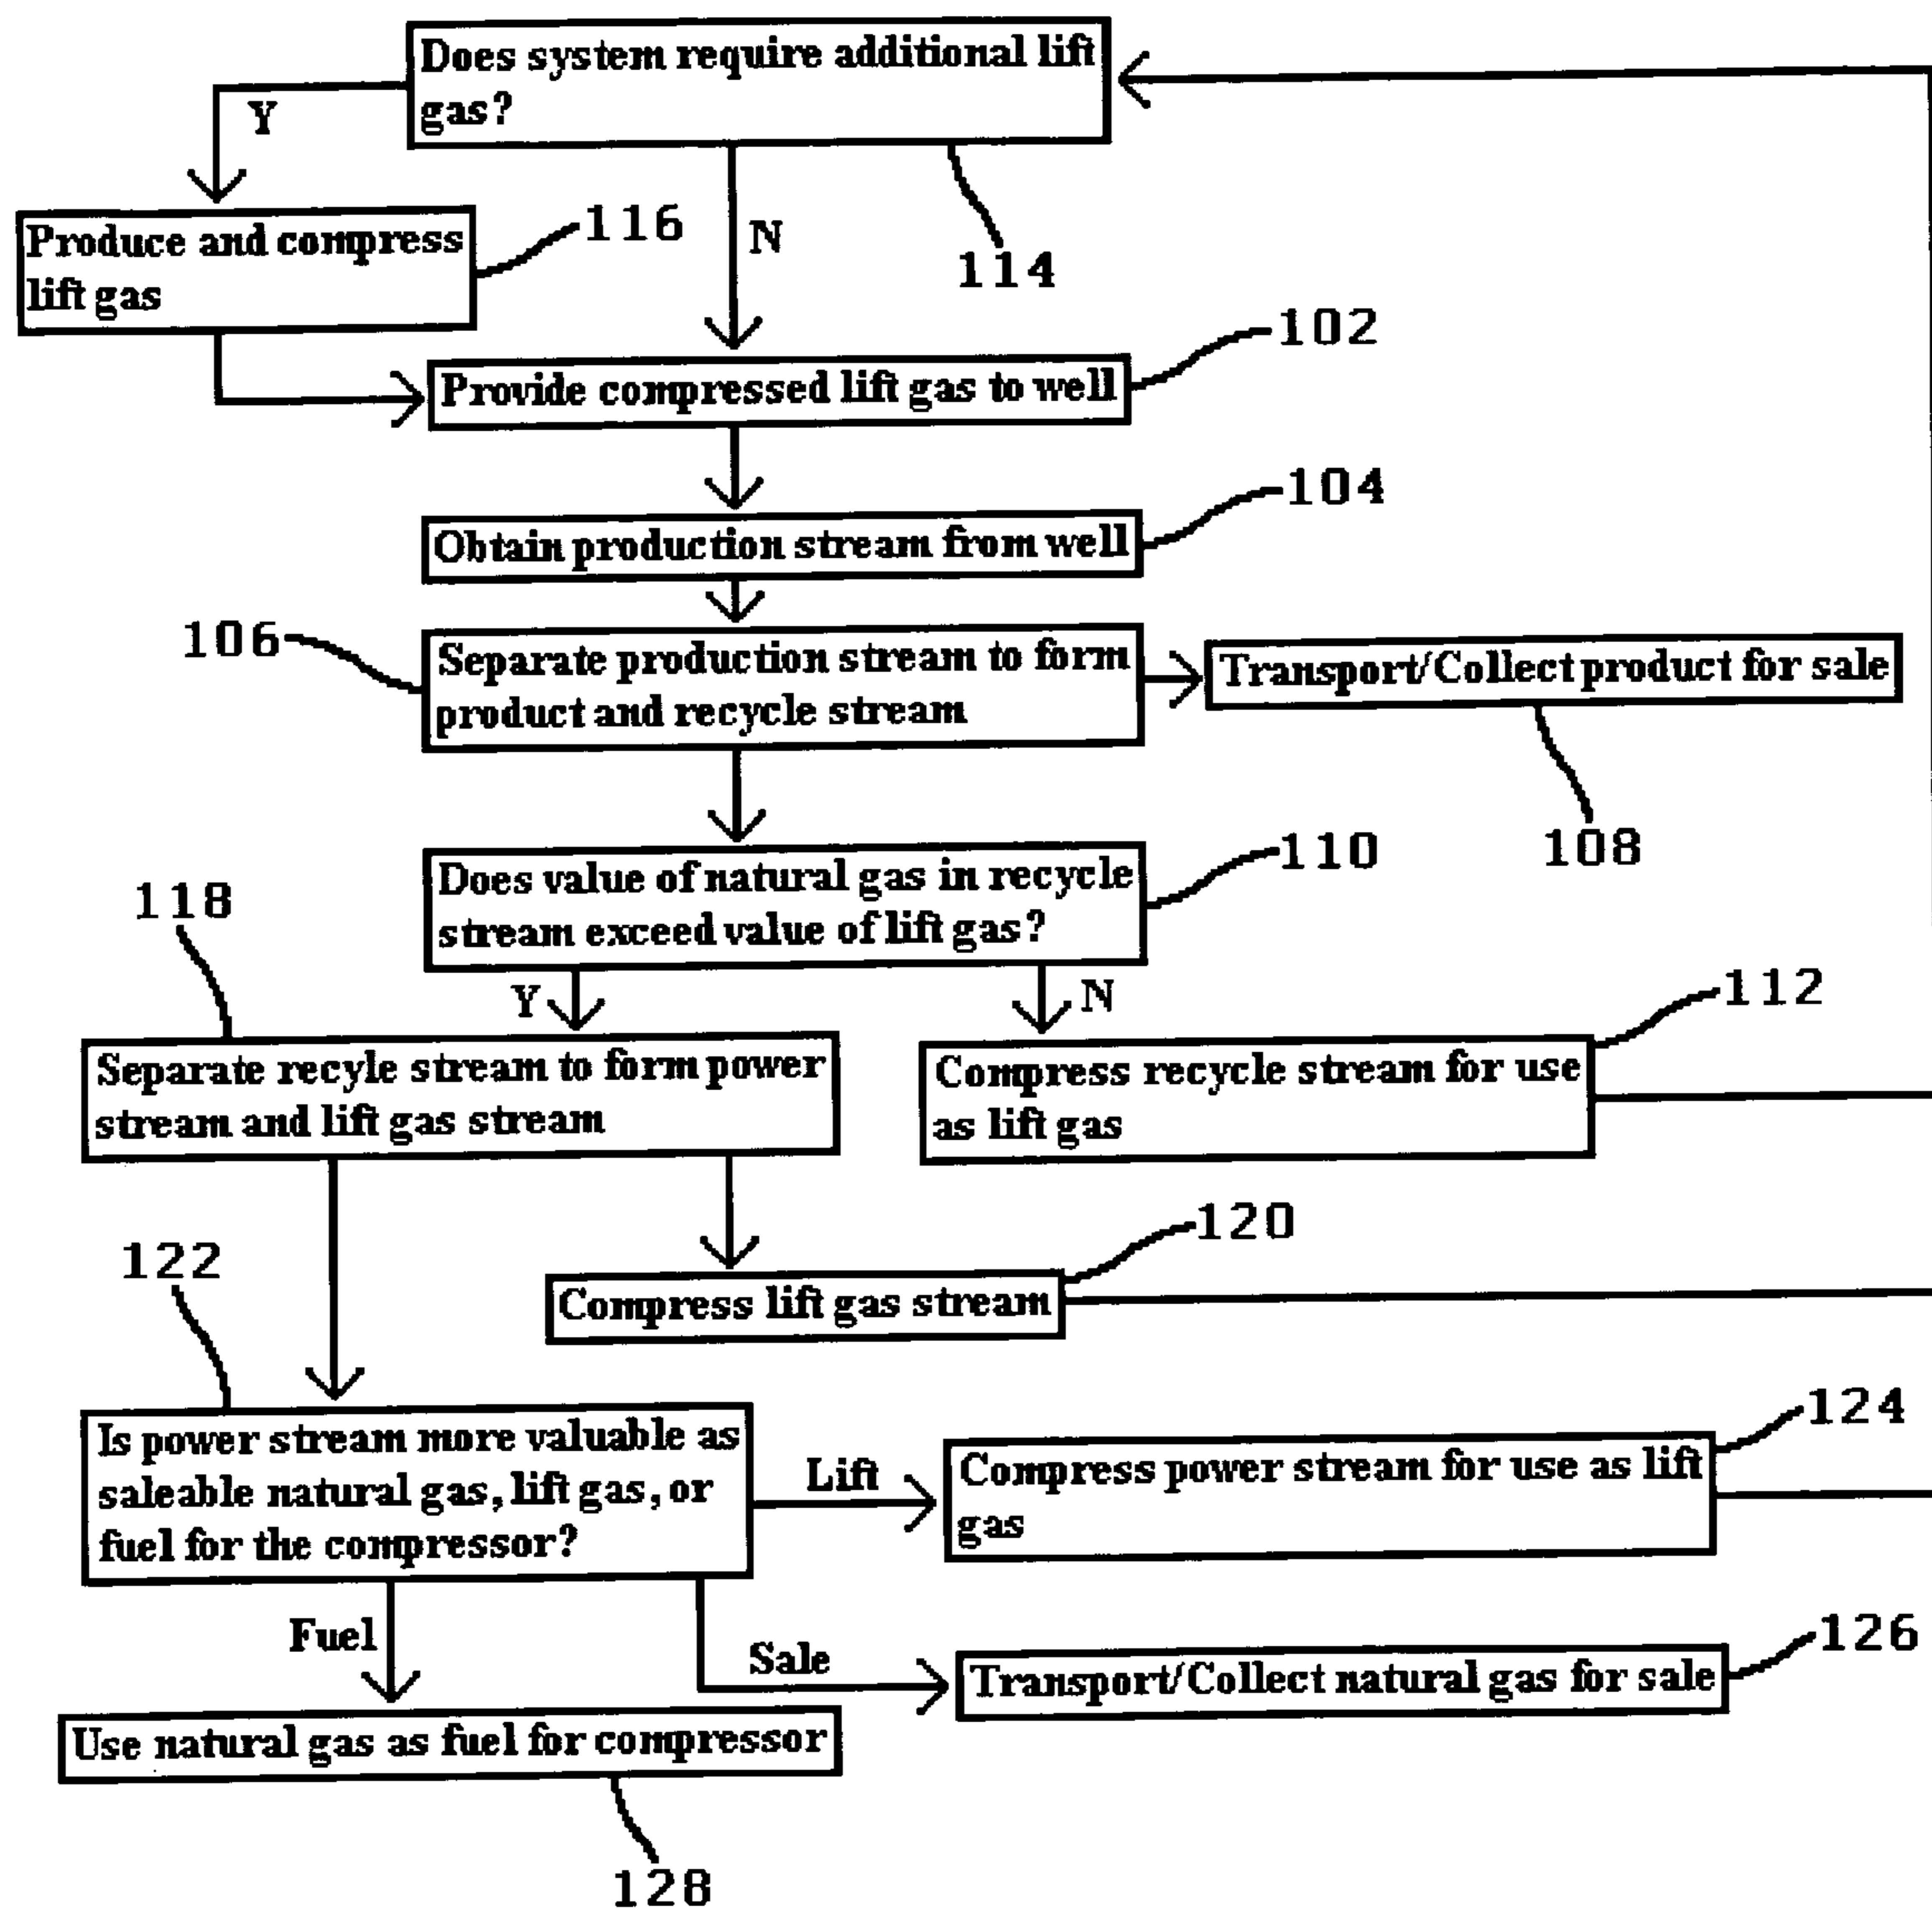 Does system require additional lift
gas?
Y
N
114
Produce and compress
lift gas
116
Provide compressed lift gas to well
102
Obtain production stream from well
104
106
Separate production stream to form
product and recycle stream
Transport/Collect product for sale
108
Does value of natural gas in recycle
stream exceed value of lift gas?
110
118
Y
N
112
Separate recyle stream to form power
stream and lift gas stream
Compress recycle stream for use
as lift gas
120
Compress lift gas stream
122
Is power stream more valuable as
saleable natural gas, lift gas, or
fuel for the compressor?
Lift
Compress power stream for use as lift
gas
124
Fuel
Sale
Transport/Collect natural gas for sale
126
Use natural gas as fuel for compressor
128